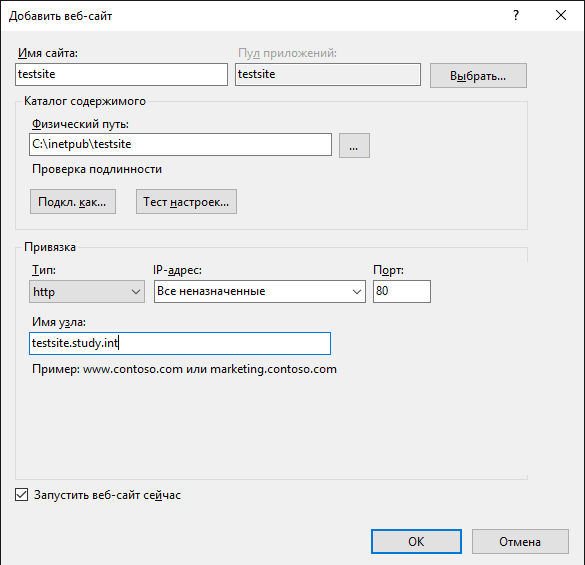 Добавить веб-сайт ? ✕
Имя сайта: Пул приложений:
testsite testsite Выбрать...
Каталог содержимого
Физический путь:
C:\inetpub\testsite ...
Проверка подлинности
Подкл. как... Тест настроек...
Привязка
Тип: IP-адрес: Порт:
http Все неназначенные 80
Имя узла:
testsite.study.int
Пример: www.contoso.com или marketing.contoso.com
Запустить веб-сайт сейчас
ОК Отмена